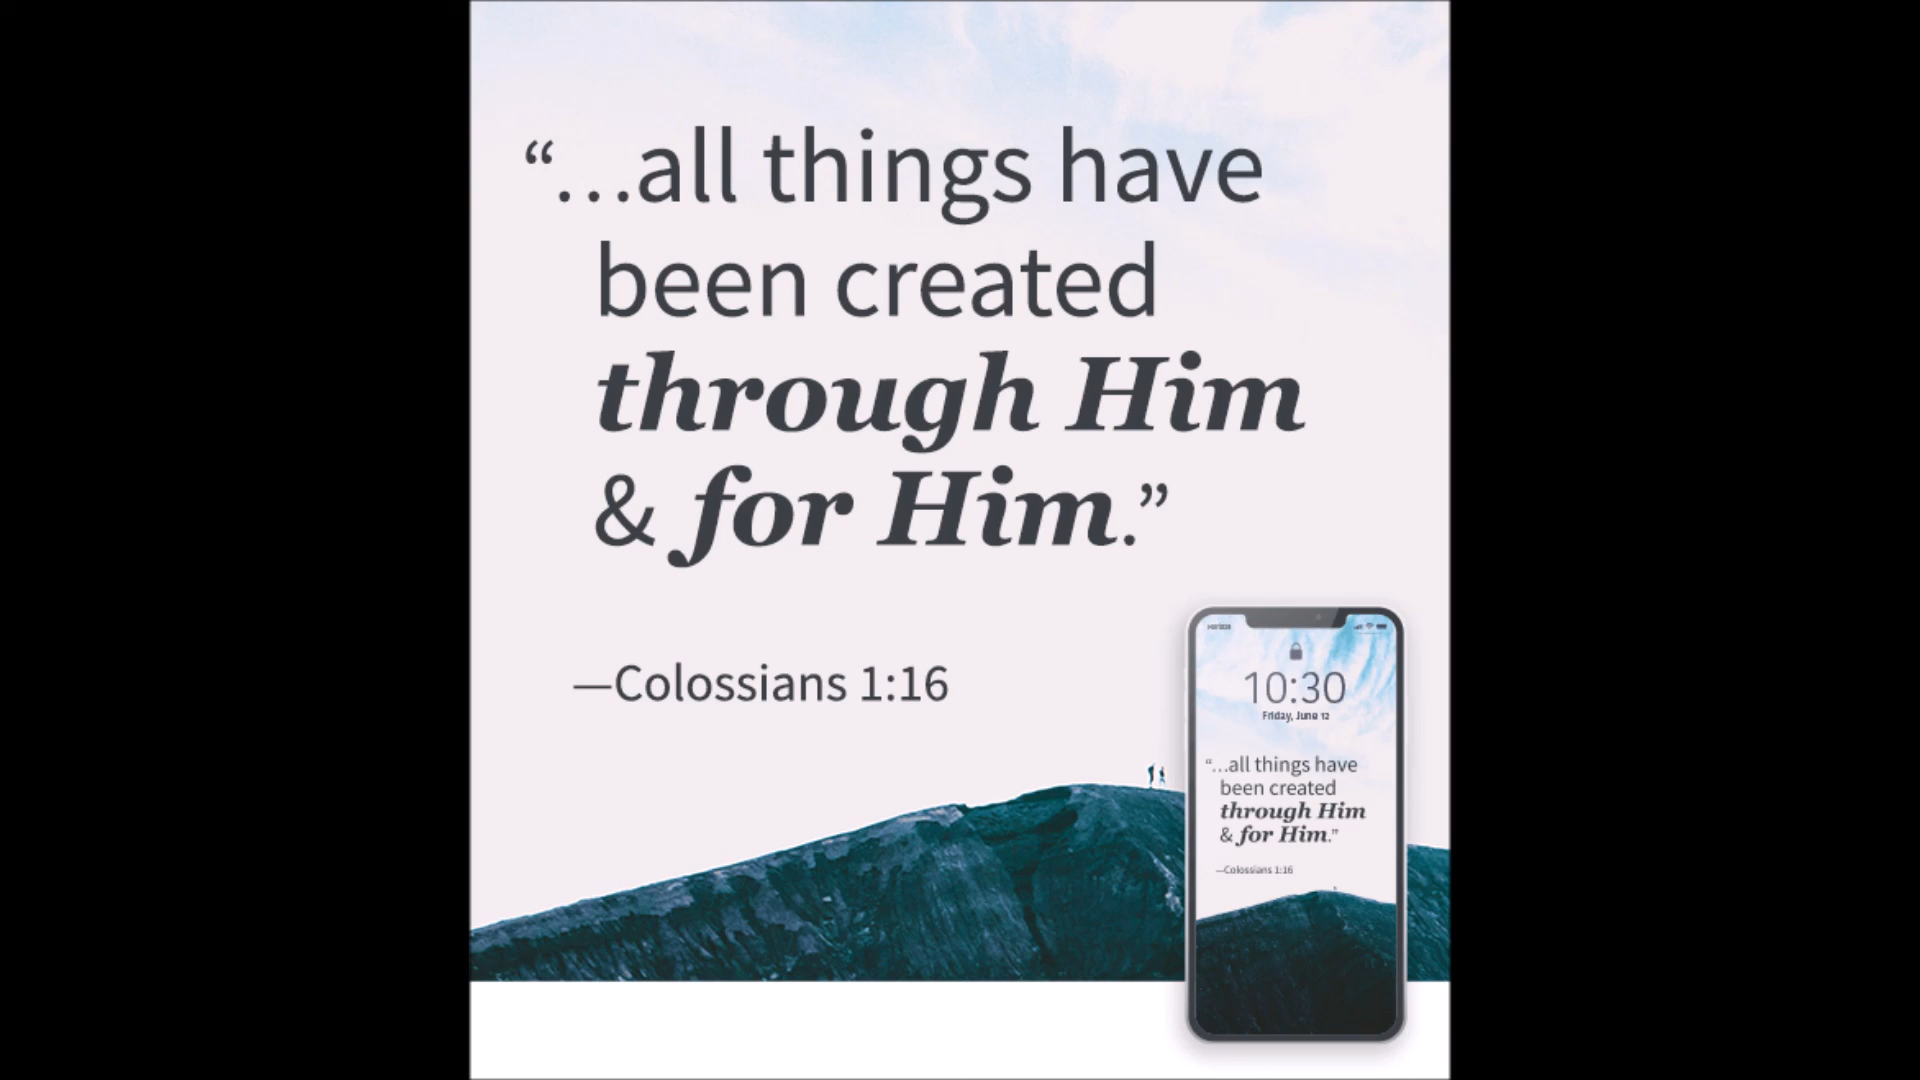 “…all things have
been created
through Him
& for Him.”
—Colossians 1:16
verizon
10:30
Friday, June 12
“…all things have
been created
through Him
& for Him.”
—Colossians 1:16